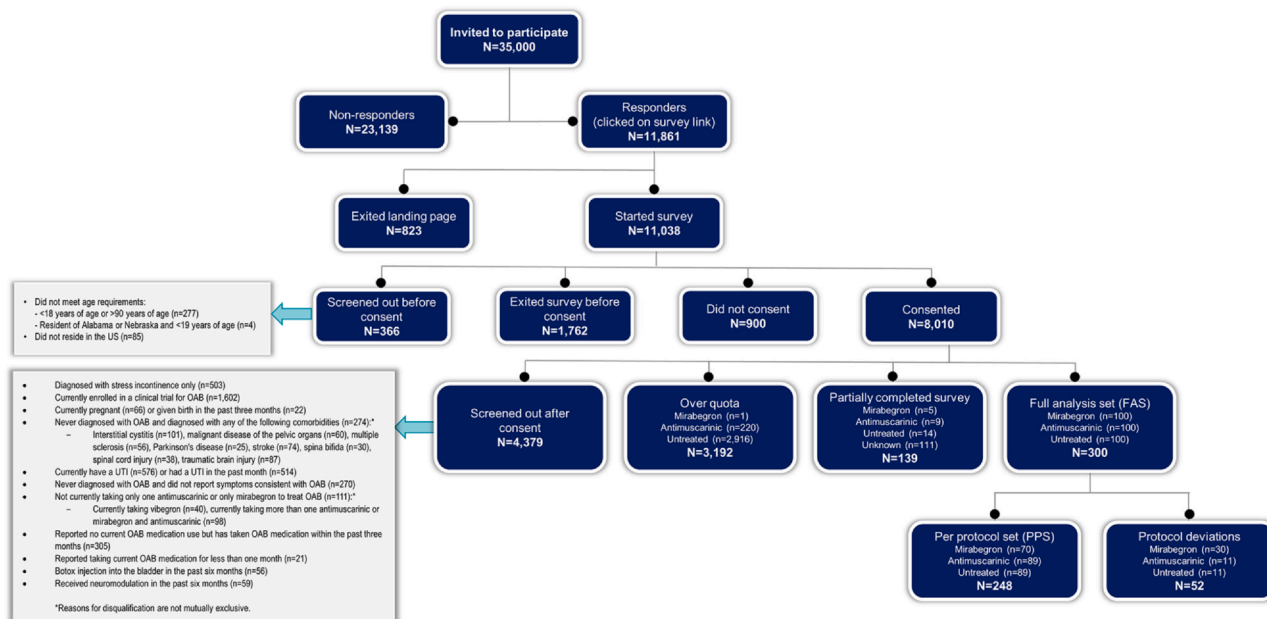 Invited to participate
N=35,000
Non-responders
N=23,139
Responders
(clicked on survey link)
N=11,861
Exited landing page
N=823
Started survey
N=11,038
• Did not meet age requirements:
- <18 years of age or >90 years of age (n=277)
- Resident of Alabama or Nebraska and <19 years of age (n=4)
• Did not reside in the US (n=85)
Screened out before
consent
N=366
Exited survey before
consent
N=1,762
Did not consent
N=900
Consented
N=8,010
• Diagnosed with stress incontinence only (n=503)
• Currently enrolled in a clinical trial for OAB (n=1,602)
• Currently pregnant (n=66) or given birth in the past three months (n=22)
• Never diagnosed with OAB and diagnosed with any of the following comorbidities (n=274):*
– Interstitial cystitis (n=101), malignant disease of the pelvic organs (n=60), multiple
sclerosis (n=56), Parkinson's disease (n=25), stroke (n=74), spina bifida (n=30),
spinal cord injury (n=38), traumatic brain injury (n=87)
• Currently have a UTI (n=576) or had a UTI in the past month (n=514)
• Never diagnosed with OAB and did not report symptoms consistent with OAB (n=270)
• Not currently taking only one antimuscarinic or only mirabegron to treat OAB (n=111):*
– Currently taking vibegron (n=40), currently taking more than one antimuscarinic or
mirabegron and antimuscarinic (n=98)
• Reported no current OAB medication use but has taken OAB medication within the past three
months (n=305)
• Reported taking current OAB medication for less than one month (n=21)
• Botox injection into the bladder in the past six months (n=56)
• Received neuromodulation in the past six months (n=59)
*Reasons for disqualification are not mutually exclusive.
Screened out after
consent
N=4,379
Over quota
Mirabegron (n=1)
Antimuscarinic (n=220)
Untreated (n=2,916)
N=3,192
Partially completed survey
Mirabegron (n=5)
Antimuscarinic (n=9)
Untreated (n=14)
Unknown (n=111)
N=139
Full analysis set (FAS)
Mirabegron (n=100)
Antimuscarinic (n=100)
Untreated (n=100)
N=300
Per protocol set (PPS)
Mirabegron (n=70)
Antimuscarinic (n=89)
Untreated (n=89)
N=248
Protocol deviations
Mirabegron (n=30)
Antimuscarinic (n=11)
Untreated (n=11)
N=52